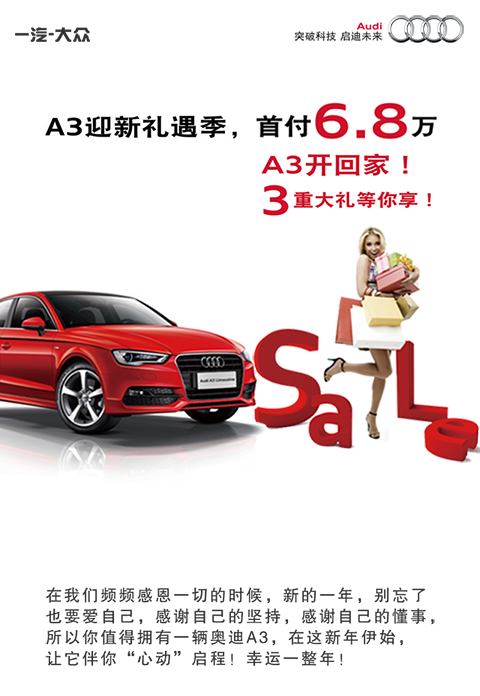 一汽-大众
Audi
突破科技 启迪未来
A3迎新礼遇季，首付6.8万
A3开回家！
3重大礼等你享！
Audi A3 Limousine
SaLe
在我们频频感恩一切的时候，新的一年，别忘了
也要爱自己，感谢自己的坚持，感谢自己的懂事，
所以你值得拥有一辆奥迪A3，在这新年伊始，
让它伴你“心动”启程！幸运一整年！